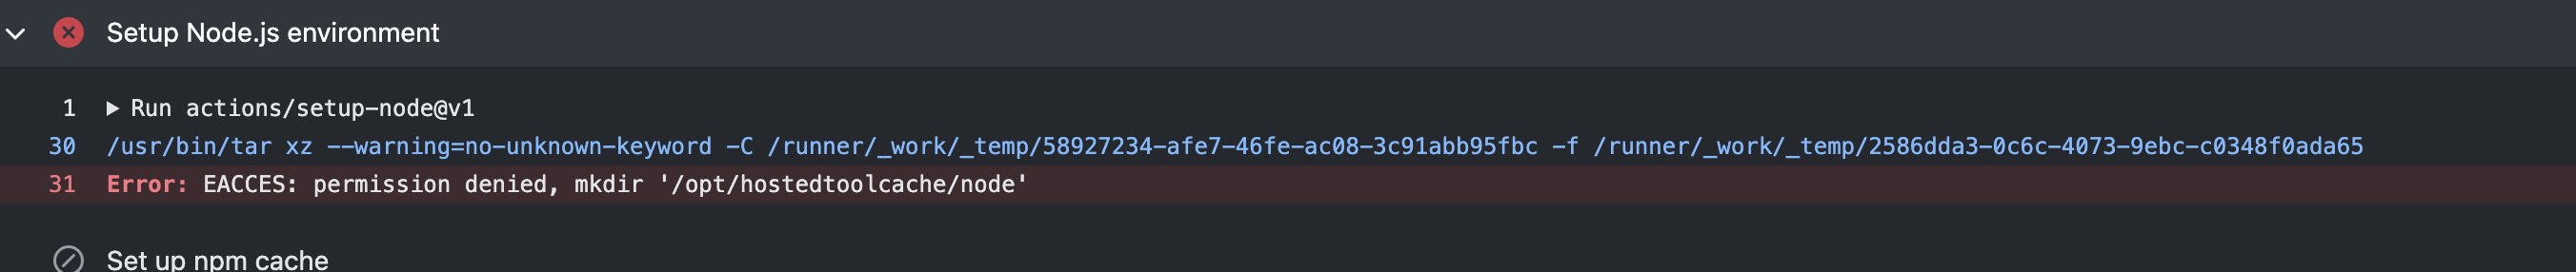 Setup Node.js environment
1 ▶ Run actions/setup-node@v1
30 /usr/bin/tar xz --warning=no-unknown-keyword -C /runner/_work/_temp/58927234-afe7-46fe-ac08-3c91abb95fbc -f /runner/_work/_temp/2586dda3-0c6c-4073-9ebc-c0348f0ada65
31 Error: EACCES: permission denied, mkdir '/opt/hostedtoolcache/node'
Set up npm cache